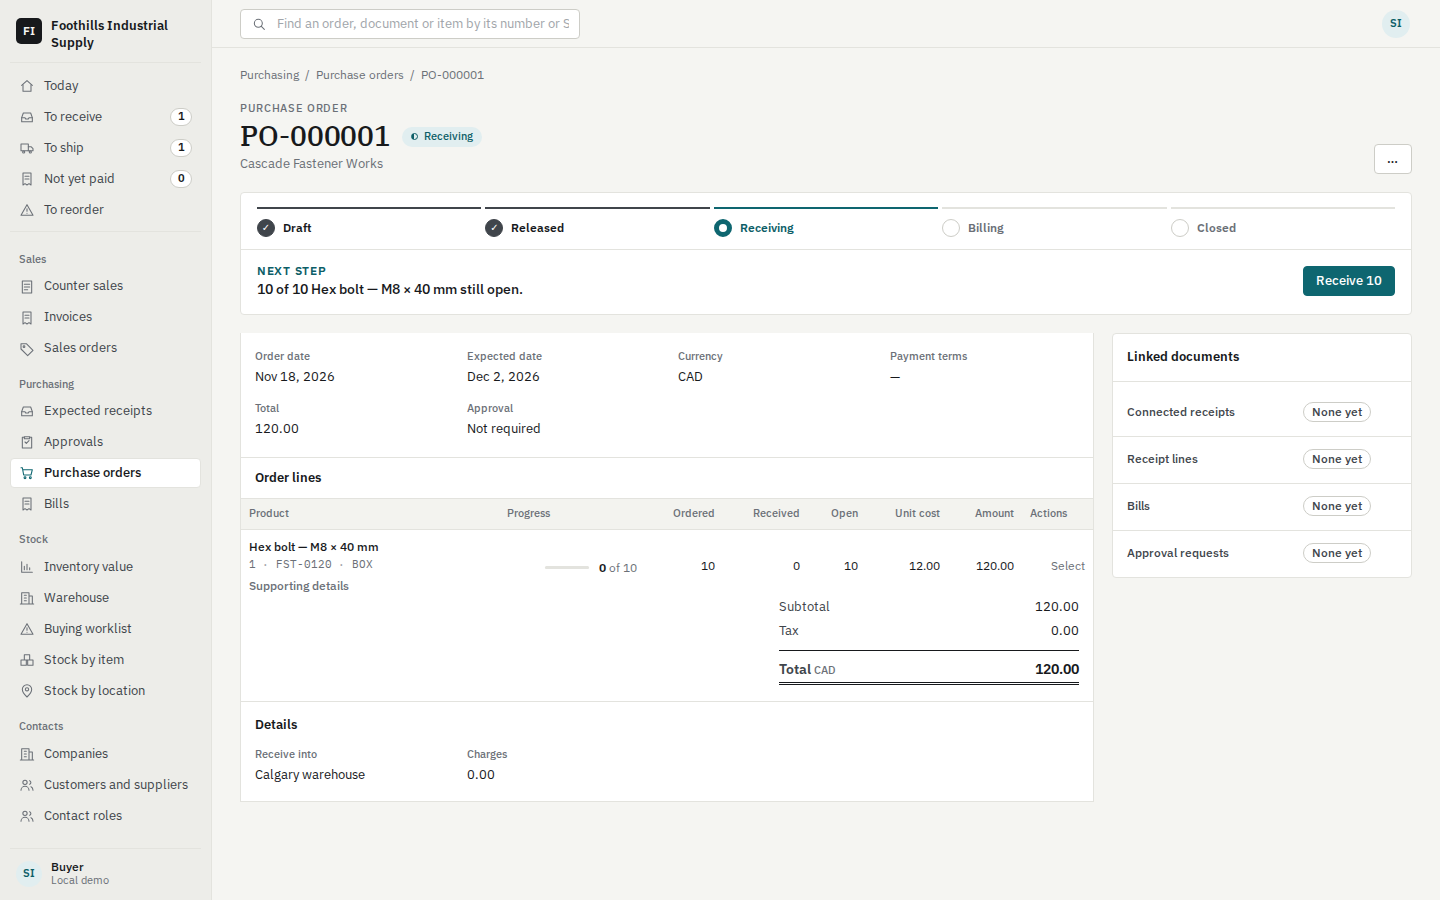 FI
Foothills Industrial
Supply
Today
To receive 1
To ship 1
Not yet paid 0
To reorder
Sales
Counter sales
Invoices
Sales orders
Purchasing
Expected receipts
Approvals
Purchase orders
Bills
Stock
Inventory value
Warehouse
Buying worklist
Stock by item
Stock by location
Contacts
Companies
Customers and suppliers
Contact roles
SI
Buyer
Local demo
Find an order, document or item by its number or S
SI
Purchasing / Purchase orders / PO-000001
PURCHASE ORDER
PO-000001 Receiving
Cascade Fastener Works
...
✓ Draft ✓ Released Receiving Billing Closed
NEXT STEP
10 of 10 Hex bolt — M8 × 40 mm still open.
Receive 10
Order date Expected date Currency Payment terms
Nov 18, 2026 Dec 2, 2026 CAD —
Total Approval
120.00 Not required
Order lines
Product Progress Ordered Received Open Unit cost Amount Actions
Hex bolt — M8 × 40 mm
1 · FST-0120 · BOX
Supporting details
0 of 10 10 0 10 12.00 120.00 Select
Subtotal 120.00
Tax 0.00
Total CAD 120.00
Details
Receive into Charges
Calgary warehouse 0.00
Linked documents
Connected receipts None yet
Receipt lines None yet
Bills None yet
Approval requests None yet